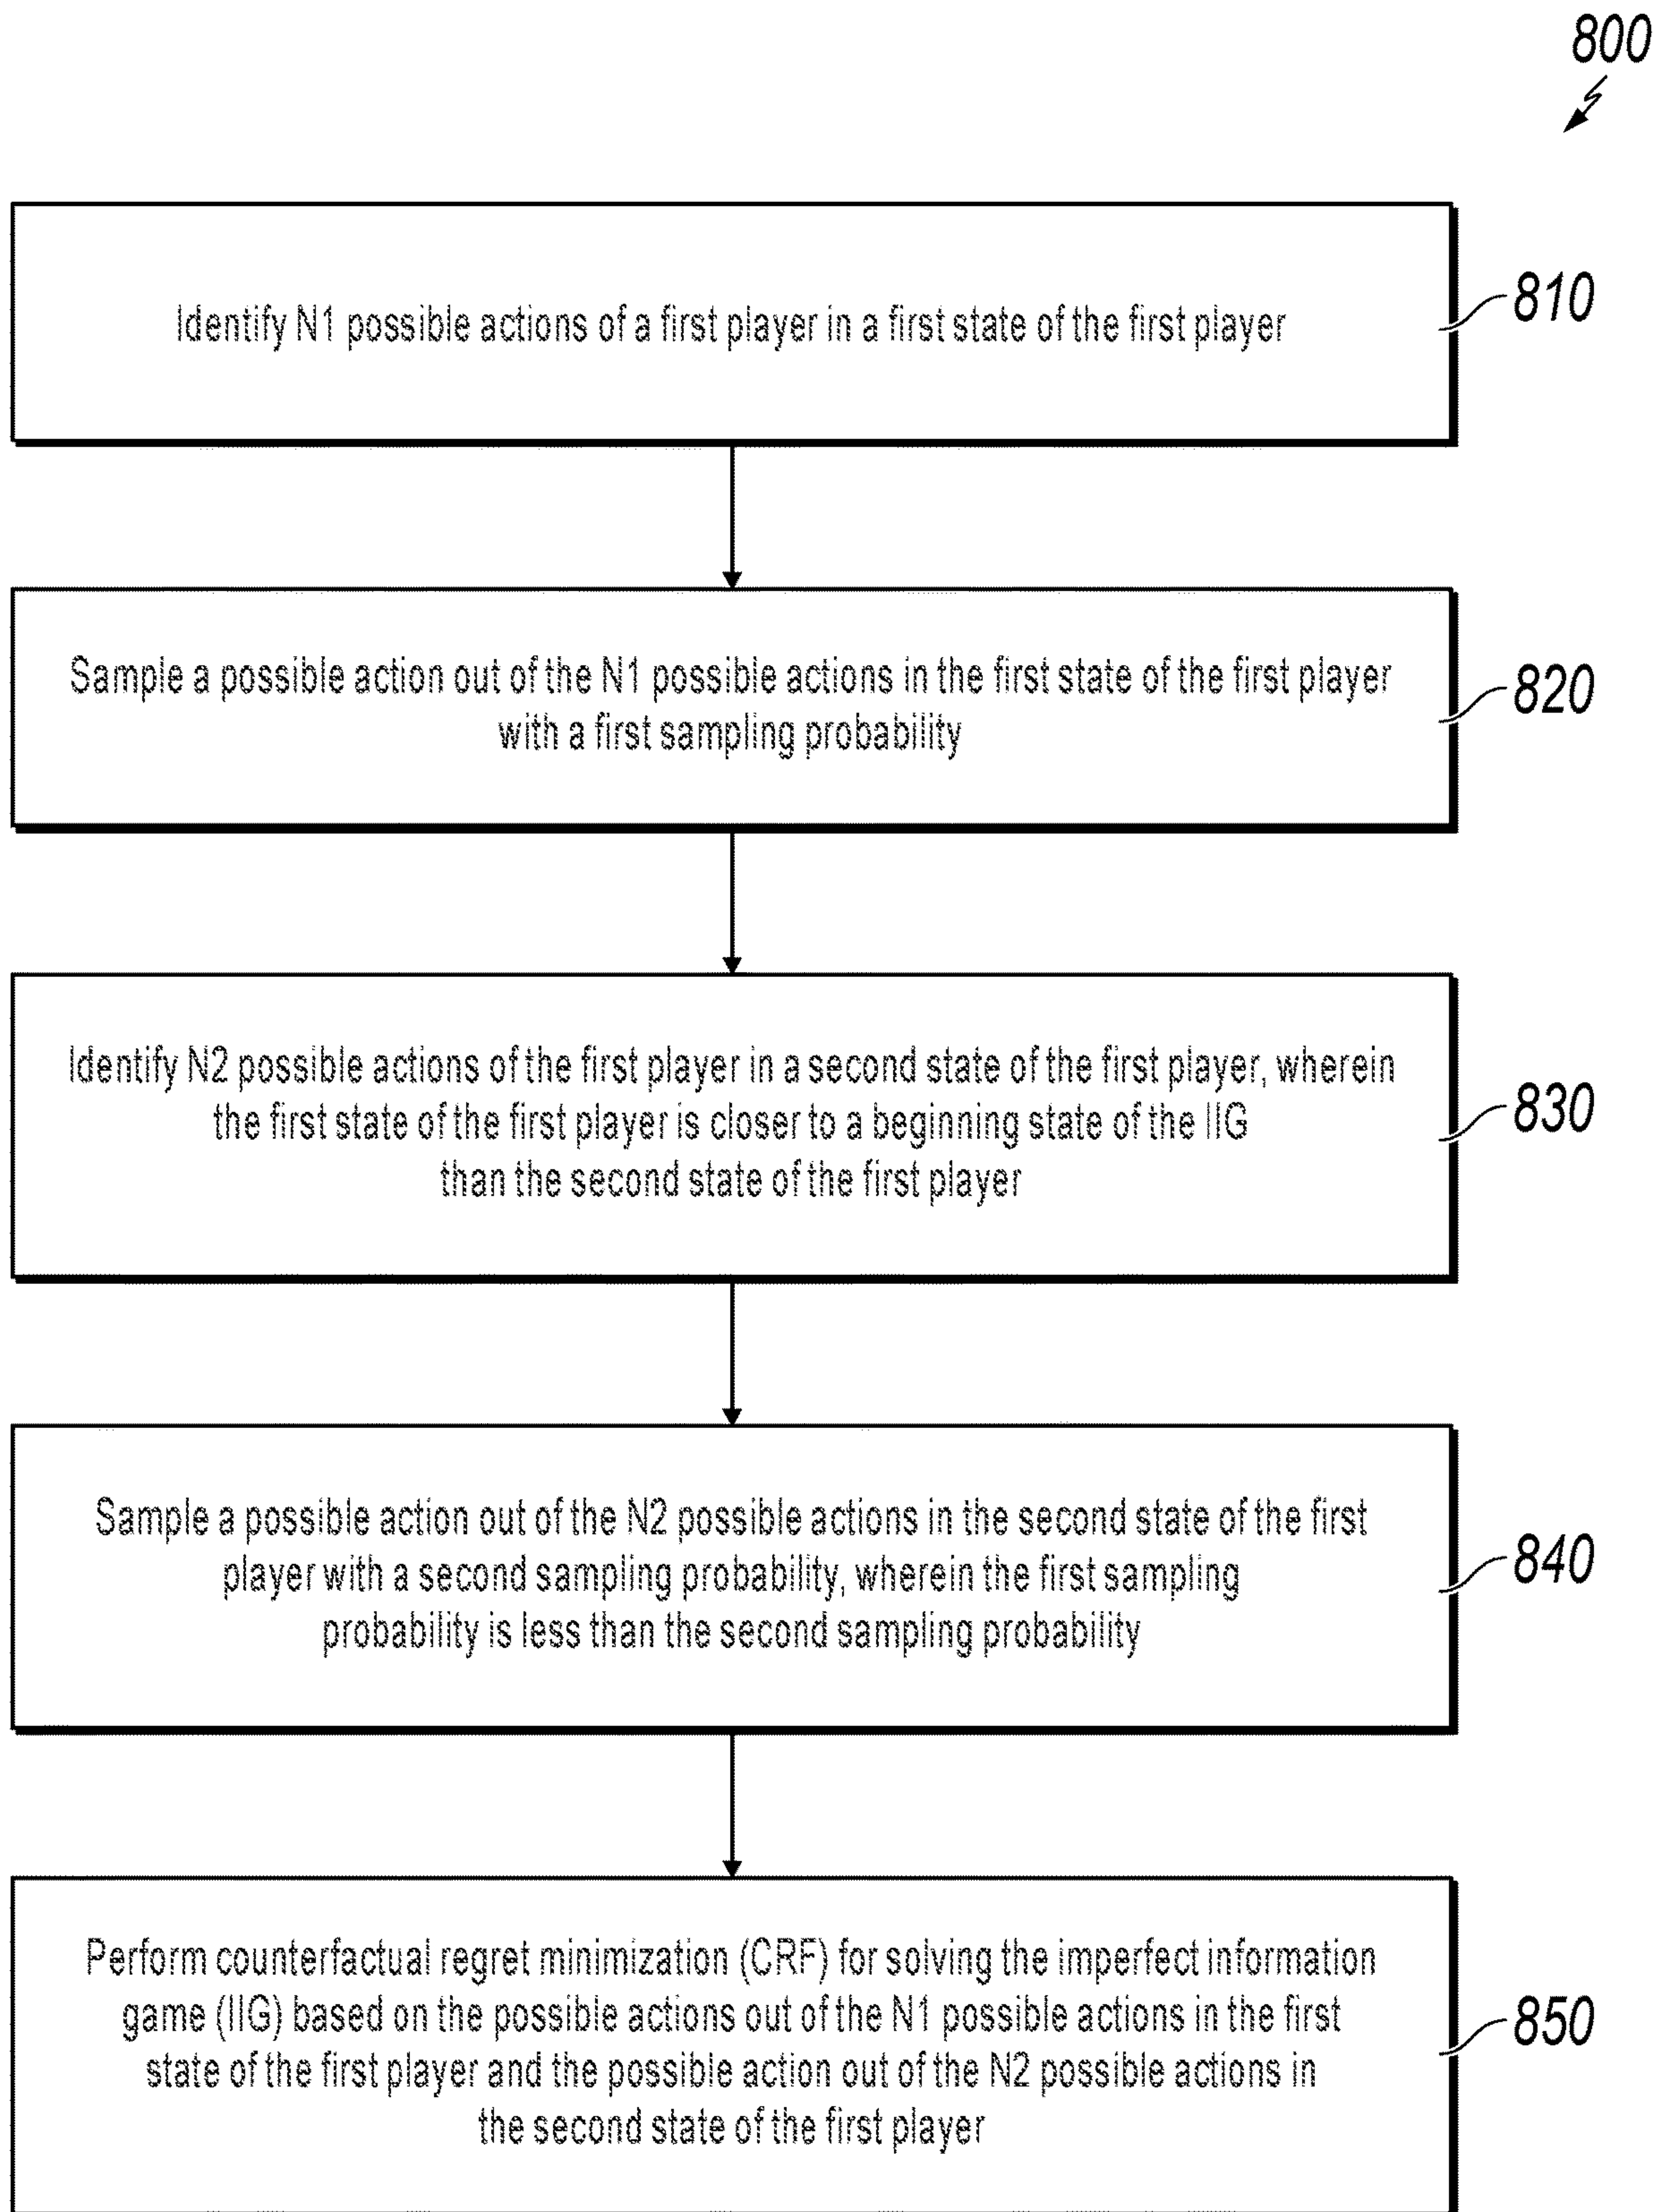 800
Identify N1 possible actions of a first player in a first state of the first player
810
Sample a possible action out of the N1 possible actions in the first state of the first player
with a first sampling probability
820
Identify N2 possible actions of the first player in a second state of the first player, wherein
the first state of the first player is closer to a beginning state of the IIG
than the second state of the first player
830
Sample a possible action out of the N2 possible actions in the second state of the first
player with a second sampling probability, wherein the first sampling
probability is less than the second sampling probability
840
Perform counterfactual regret minimization (CRF) for solving the imperfect information
game (IIG) based on the possible actions out of the N1 possible actions in the first
state of the first player and the possible action out of the N2 possible actions in
the second state of the first player
850